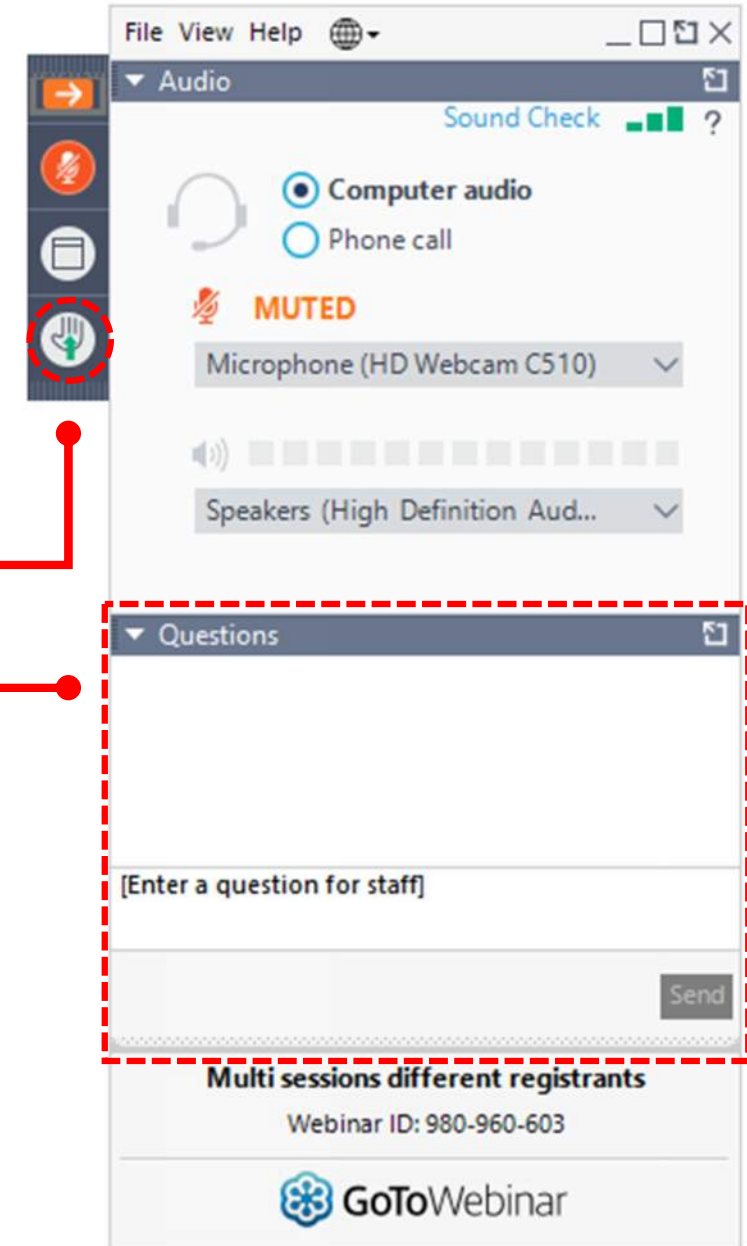 File View Help
Audio
Sound Check ?
Computer audio
Phone call
MUTED
Microphone (HD Webcam C510)
Speakers (High Definition Aud...
Questions
[Enter a question for staff]
Send
Multi sessions different registrants
Webinar ID: 980-960-603
GoToWebinar